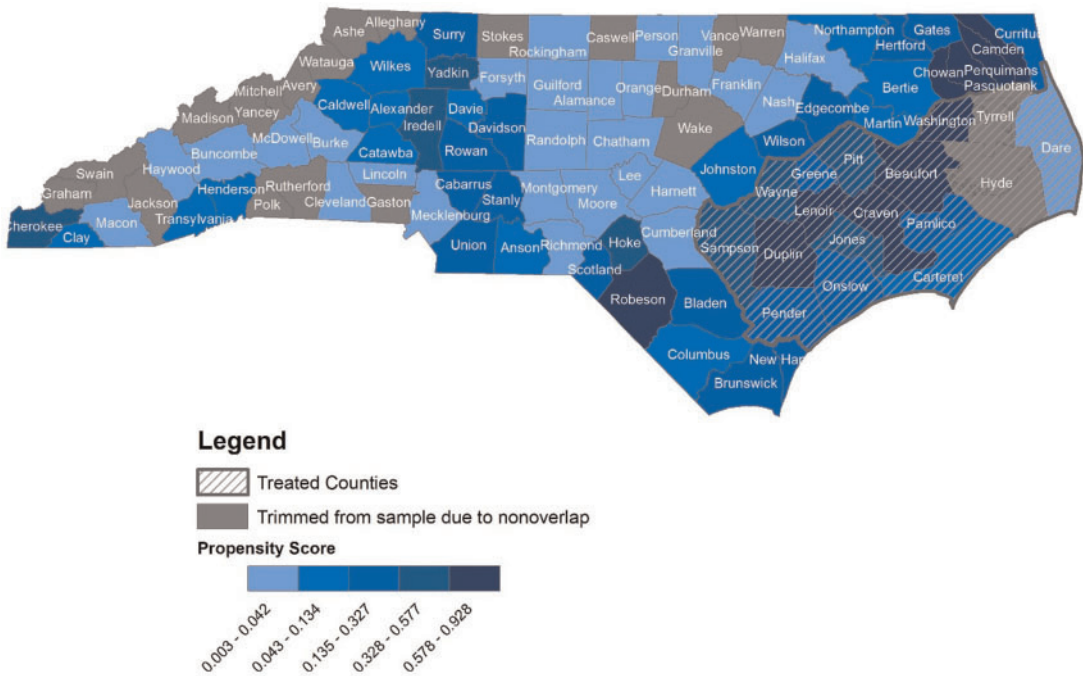 Ashe
Alleghany
Surry
Stokes
Rockingham
Caswell
Person
Granville
Vance
Warren
Northampton
Gates
Curritu
Hertford
Camden
Watauga
Wilkes
Yadkin
Forsyth
Halifax
Chowan
Perquimans
Pasquotank
Mitchell
Avery
Guilford
Alamance
Orange
Durham
Franklin
Bertie
Yancey
Caldwell
Alexander
Davie
Nash
Edgecombe
Madison
Iredell
Davidson
Martin
Washington
Tyrrell
McDowell
Burke
Randolph
Chatham
Wake
Wilson
Dare
Buncombe
Catawba
Rowan
Pitt
Haywood
Lincoln
Johnston
Greene
Beaufort
Swain
Henderson
Rutherford
Cabarrus
Montgomery
Lee
Harnett
Wayne
Hyde
Graham
Jackson
Polk
Cleveland
Gaston
Stanly
Moore
Lenoir
Craven
Cherokee
Macon
Transylvania
Mecklenburg
Pamlico
Clay
Union
Anson
Richmond
Hoke
Cumberland
Sampson
Duplin
Jones
Scotland
Carteret
Robeson
Bladen
Onslow
Pender
Columbus
New Han
Brunswick
Legend
Treated Counties
Trimmed from sample due to nonoverlap
Propensity Score
0.003 - 0.042
0.043 - 0.134
0.135 - 0.327
0.328 - 0.577
0.578 - 0.928